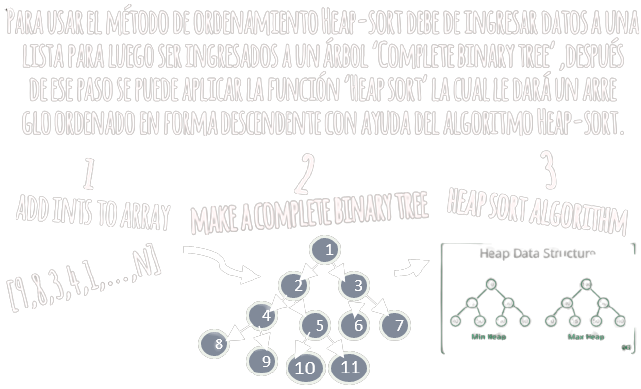 Para usar el método de ordenamiento Heap-sort debe de ingresar datos a una
lista para luego ser ingresados a un árbol 'Complete binary tree' ,después
de ese paso se puede aplicar la función 'Heap sort' la cual le dará un arre
glo ordenado en forma descendente con ayuda del algoritmo Heap-sort.
1
2
3
Add ints to array
Make a complete binary tree
Heap sort algorithm
[9,8,3,4,1,...,N]
Heap Data Structure
1
2
3
4
5
6
7
8
9
10
11
Min Heap
Max Heap